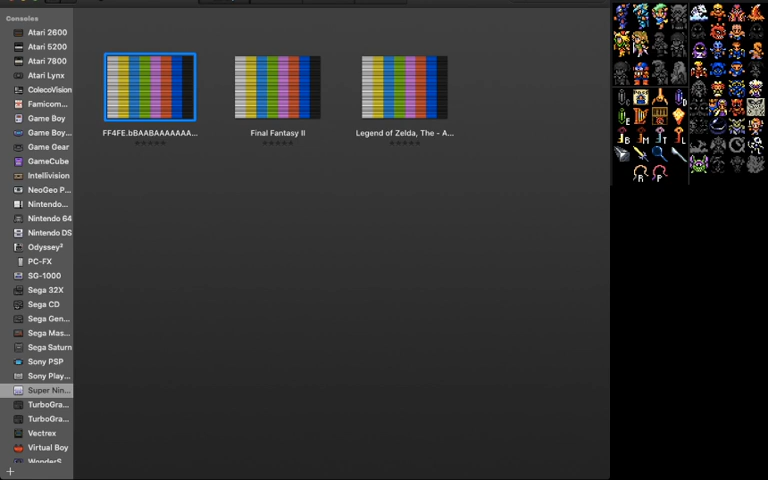 Consoles
Atari 2600
Atari 5200
Atari 7800
Atari Lynx
ColecoVision
Famicom...
Game Boy
Game Boy...
Game Gear
GameCube
Intellivision
NeoGeo P...
Nintendo...
Nintendo 64
Nintendo DS
Odyssey²
PC-FX
SG-1000
Sega 32X
Sega CD
Sega Gen...
Sega Mas...
Sega Saturn
Sony PSP
Sony Play...
Super Nin...
TurboGra...
TurboGra...
Vectrex
Virtual Boy
WonderS...
FF4FE.bBAABAAAAAAA...
Final Fantasy II
Legend of Zelda, The - A...
C
D
E
B M T L
R P